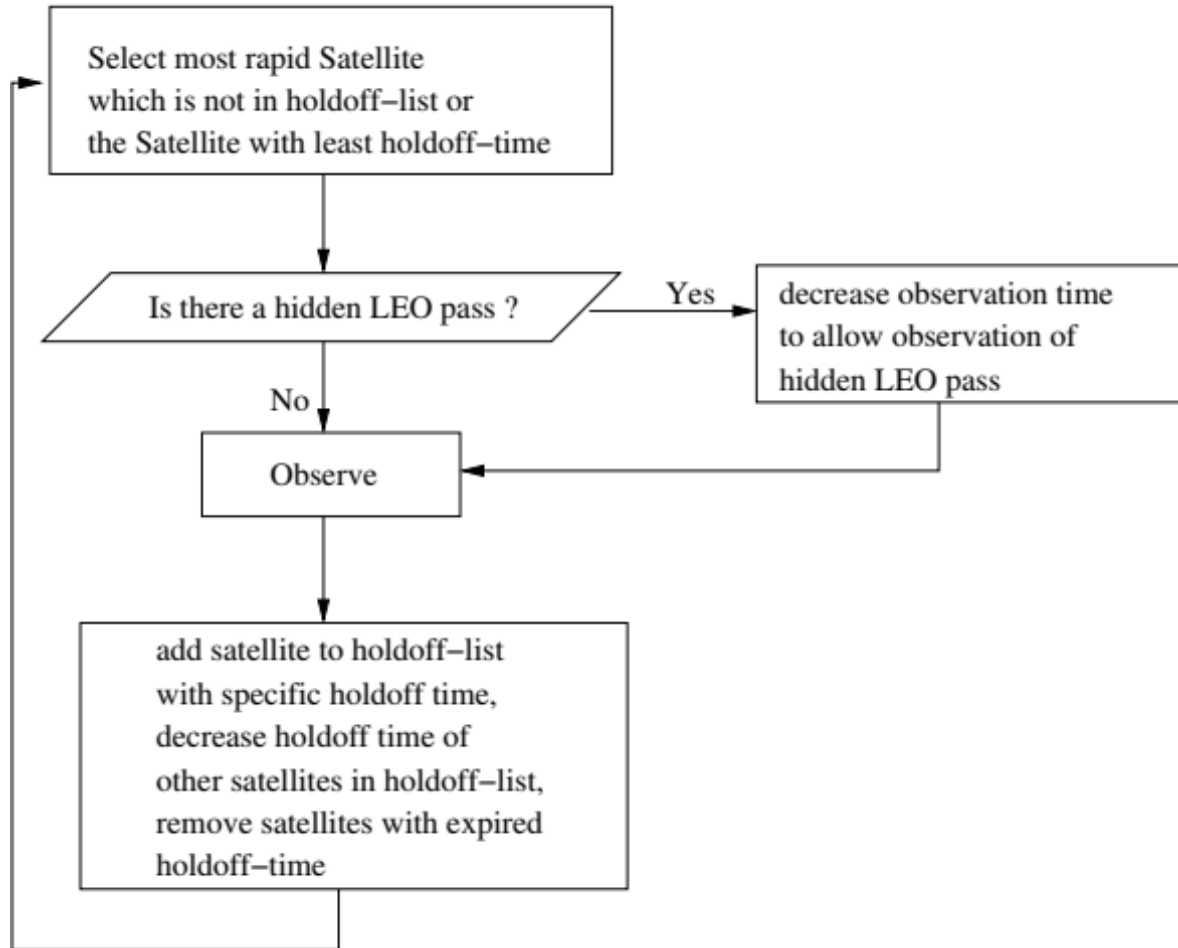 Select most rapid Satellite
which is not in holdoff−list or
the Satellite with least holdoff−time
Is there a hidden LEO pass ?
Yes
decrease observation time
to allow observation of
hidden LEO pass
No
Observe
add satellite to holdoff−list
with specific holdoff time,
decrease holdoff time of
other satellites in holdoff−list,
remove satellites with expired
holdoff−time